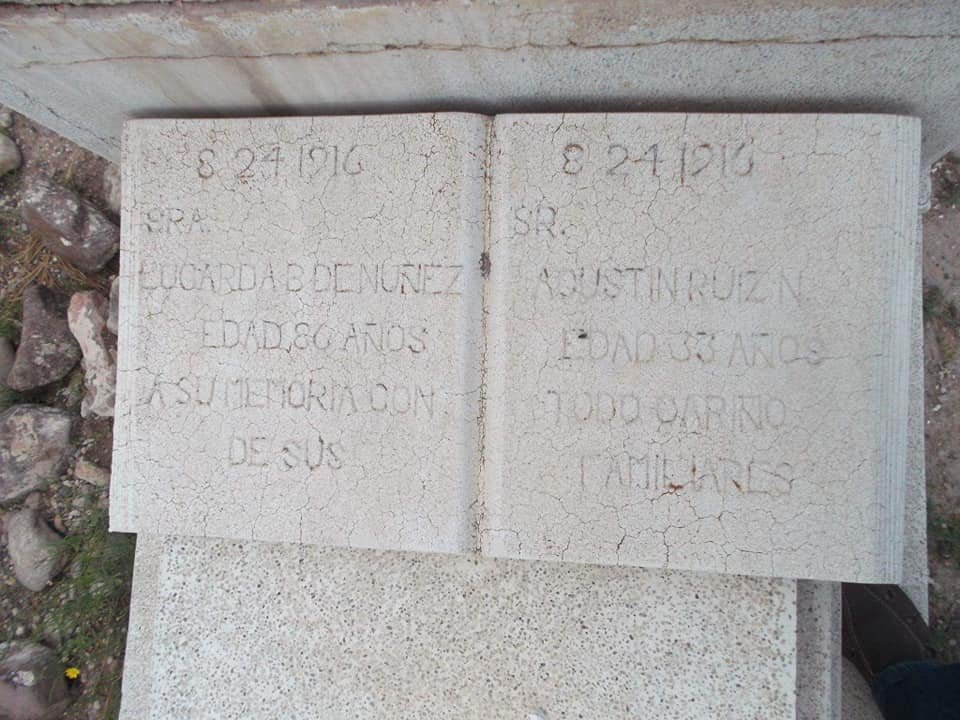 8 24 1916
SRA.
LUGARDA B. DE NUÑEZ
EDAD, 86 AÑOS
A SU MEMORIA CON
DE SUS
8 24 1916
SR.
AGUSTIN RUIZ N.
EDAD 33 AÑOS
TODO CARIÑO
FAMILIARES